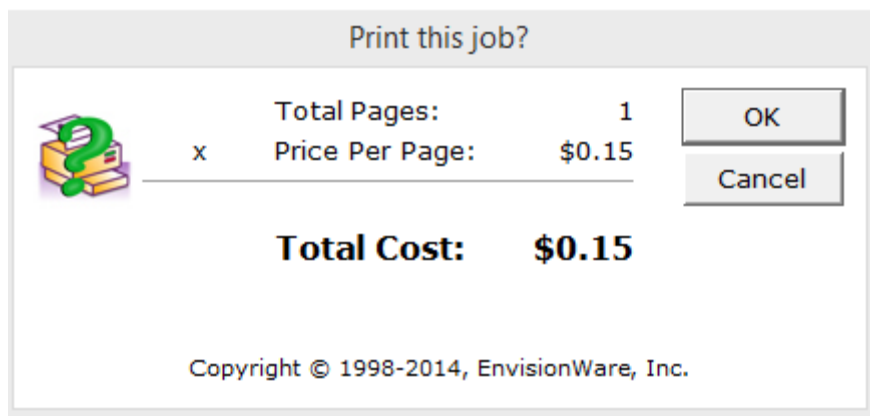 Print this job?
Total Pages: 1
x Price Per Page: $0.15
Total Cost: $0.15
OK
Cancel
Copyright © 1998-2014, EnvisionWare, Inc.